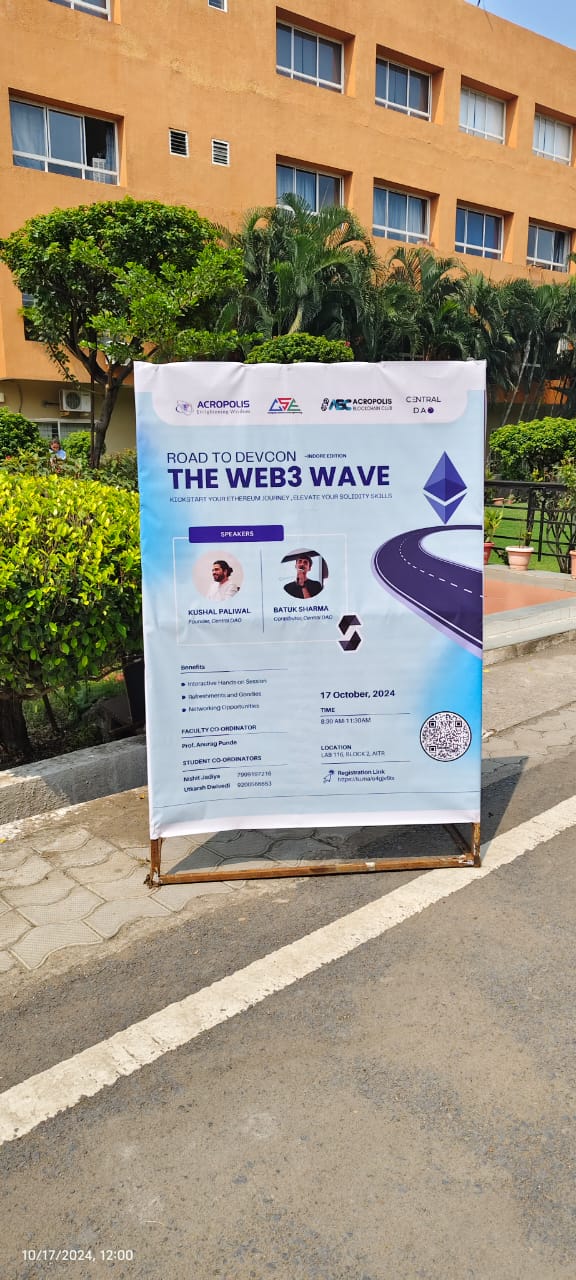 ACROPOLIS
Enlightening Wisdom
ACROPOLIS
BLOCKCHAIN CLUB
CENTRAL
DAO
ROAD TO DEVCON -INDORE EDITION
THE WEB3 WAVE
KICKSTART YOUR ETHEREUM JOURNEY , ELEVATE YOUR SOLIDITY SKILLS
SPEAKERS
KUSHAL PALIWAL
Founder, Central DAO
BATUK SHARMA
Contributor, Central DAO
Benefits
Interactive Hands-on Session
Refreshments and Goodies
Networking Opportunities
FACULTY CO-ORDINATOR
Prof. Anurag Punde
STUDENT CO-ORDINATORS
Nishit Jadiya
Utkarsh Dwivedi
17 October, 2024
TIME
8:30 AM-11:30AM
LOCATION
LAB 116, BLOCK 2, AITR
Registration Link
10/17/2024, 12:00